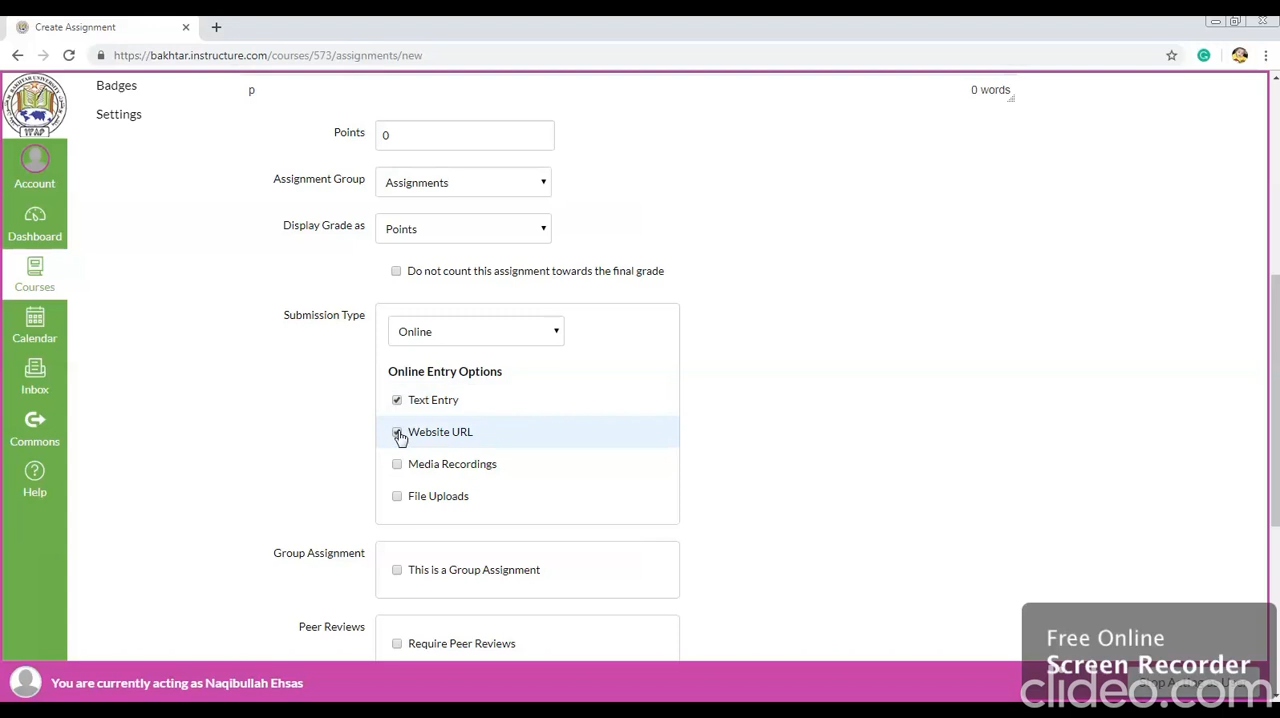 Create Assignment
https://bakhtar.instructure.com/courses/573/assignments/new
Badges
Settings
p
0 words
Points
0
Assignment Group
Assignments
Display Grade as
Points
Do not count this assignment towards the final grade
Submission Type
Online
Online Entry Options
Text Entry
Website URL
Media Recordings
File Uploads
Group Assignment
This is a Group Assignment
Peer Reviews
Require Peer Reviews
Account
Dashboard
Courses
Calendar
Inbox
Commons
Help
You are currently acting as Naqibullah Ehsas
Free Online
Screen Recorder
clideo.com